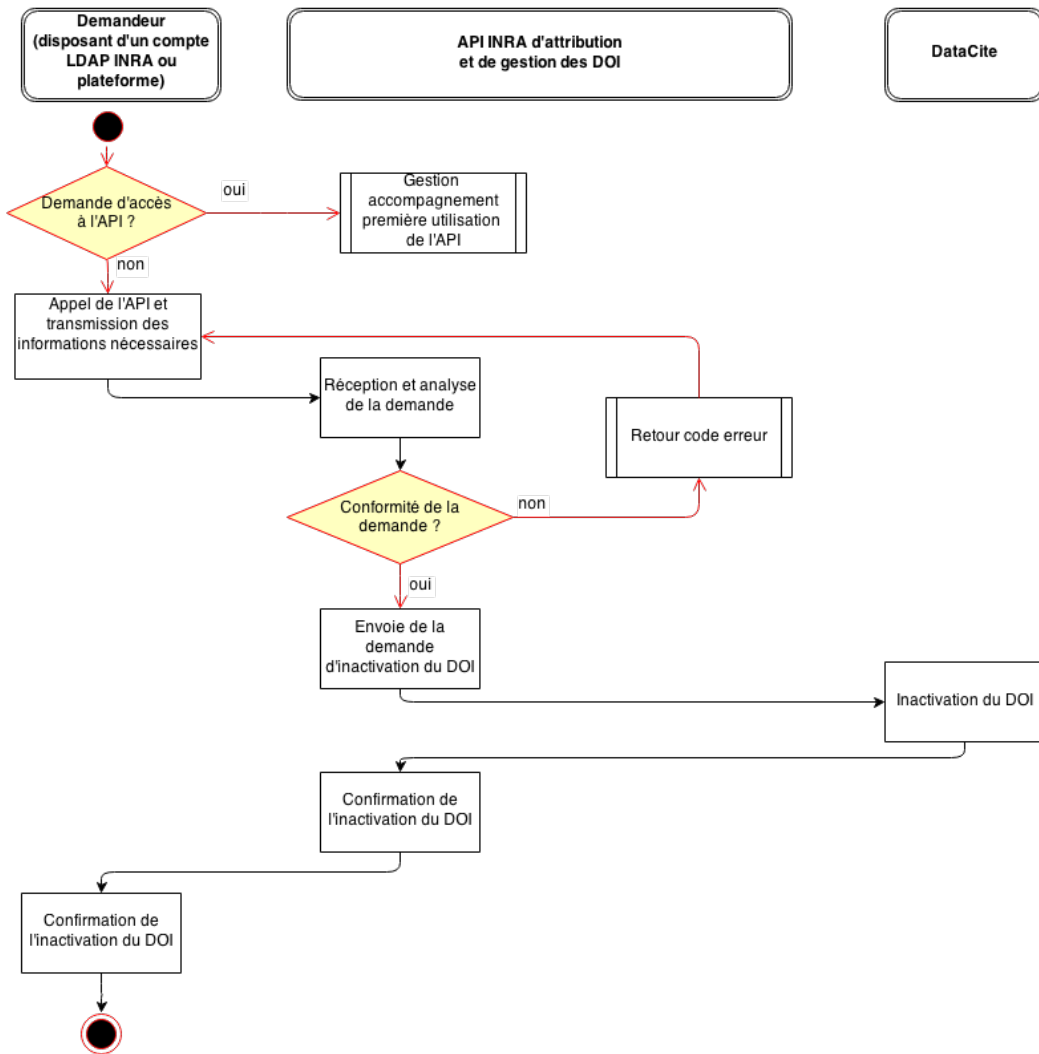 Demandeur
(disposant d'un compte
LDAP INRA ou
plateforme)
API INRA d'attribution
et de gestion des DOI
DataCite
Demande d'accès
à l'API ?
oui
Gestion
accompagnement
première utilisation
de l'API
non
Appel de l'API et
transmission des
informations nécessaires
Réception et analyse
de la demande
Retour code erreur
Conformité de la
demande ?
non
oui
Envoie de la
demande
d'inactivation du DOI
Inactivation du DOI
Confirmation de
l'inactivation du DOI
Confirmation de
l'inactivation du DOI